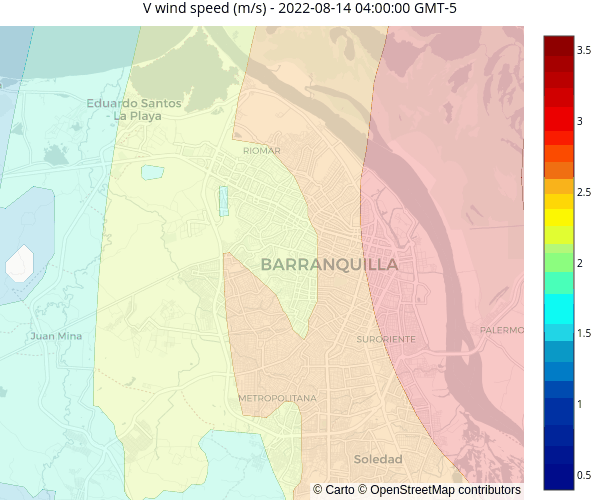 V wind speed (m/s) - 2022-08-14 04:00:00 GMT-5
Eduardo Santos
- La Playa
RIOMAR
BARRANQUILLA
Juan Mina
SURORIENTE
PALERMO
METROPOLITANA
Soledad
© Carto © OpenStreetMap contributors
3.5
3
2.5
2
1.5
1
0.5